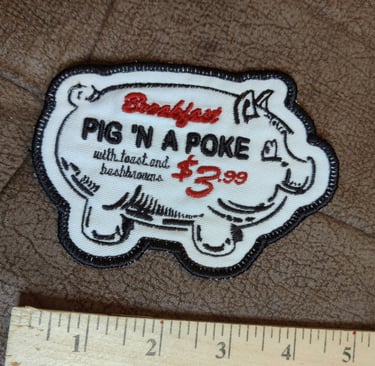 Breakfast
PIG 'N A POKE
with toast and
hashbrowns
$3.99
1 2 3 4 5